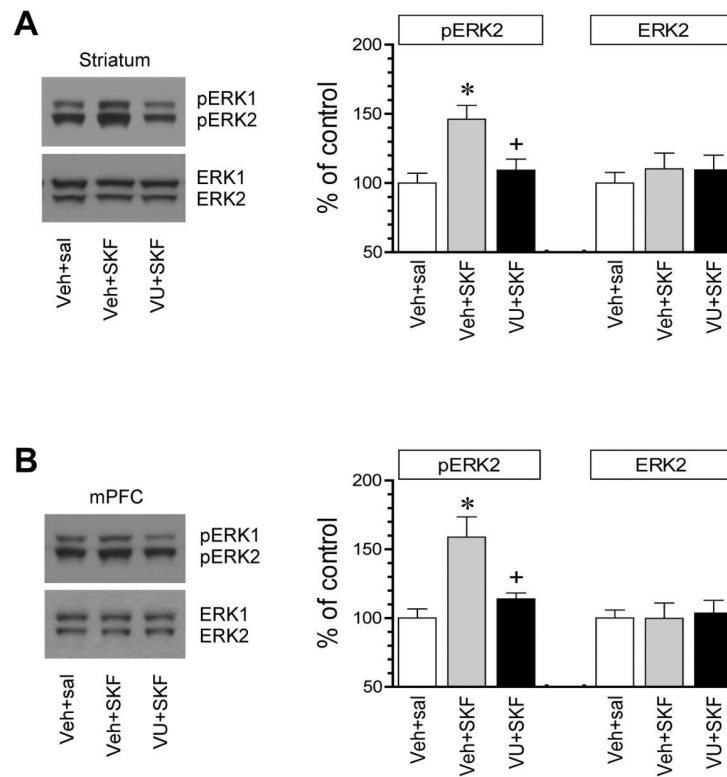 A
Striatum
pERK1
pERK2
ERK1
ERK2
Veh+sal
Veh+SKF
VU+SKF
pERK2
ERK2
% of control
200
150
100
50
*
+
Veh+sal
Veh+SKF
VU+SKF
Veh+sal
Veh+SKF
VU+SKF
B
mPFC
pERK1
pERK2
ERK1
ERK2
Veh+sal
Veh+SKF
VU+SKF
pERK2
ERK2
% of control
200
150
100
50
*
+
Veh+sal
Veh+SKF
VU+SKF
Veh+sal
Veh+SKF
VU+SKF